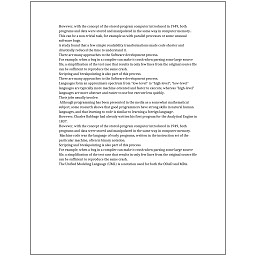 However, with the concept of the stored-program computer introduced in 1949, both
programs and data were stored and manipulated in the same way in computer memory.
This can be a non-trivial task, for example as with parallel processes or some unusual
software bugs.
A study found that a few simple readability transformations made code shorter and
drastically reduced the time to understand it.
There are many approaches to the Software development process.
For example, when a bug in a compiler can make it crash when parsing some large source
file, a simplification of the test case that results in only few lines from the original source file
can be sufficient to reproduce the same crash.
Scripting and breakpointing is also part of this process.
There are many approaches to the Software development process.
Languages form an approximate spectrum from "low-level" to "high-level"; "low-level"
languages are typically more machine-oriented and faster to execute, whereas "high-level"
languages are more abstract and easier to use but execute less quickly.
Their jobs usually involve:
Although programming has been presented in the media as a somewhat mathematical
subject, some research shows that good programmers have strong skills in natural human
languages, and that learning to code is similar to learning a foreign language.
However, Charles Babbage had already written his first program for the Analytical Engine in
1837.
However, with the concept of the stored-program computer introduced in 1949, both
programs and data were stored and manipulated in the same way in computer memory.
Machine code was the language of early programs, written in the instruction set of the
particular machine, often in binary notation.
Scripting and breakpointing is also part of this process.
For example, when a bug in a compiler can make it crash when parsing some large source
file, a simplification of the test case that results in only few lines from the original source file
can be sufficient to reproduce the same crash.
The Unified Modeling Language (UML) is a notation used for both the OOAD and MDA.